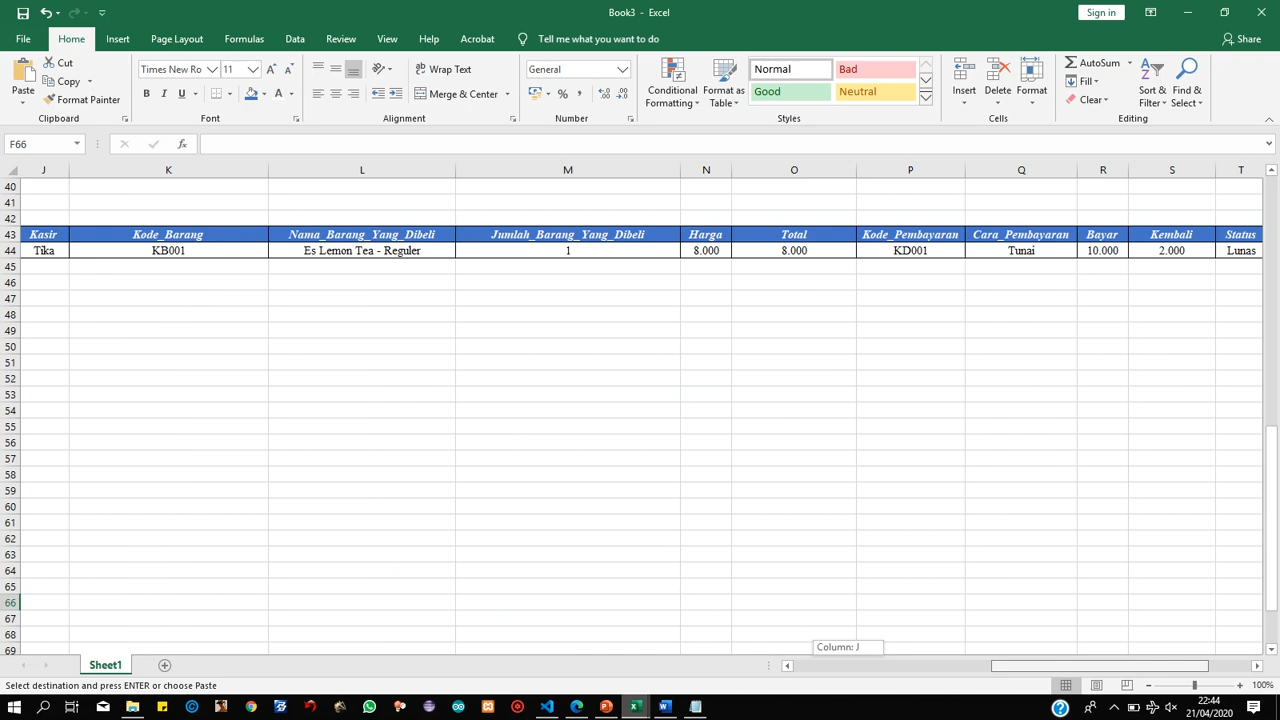 Book3 - Excel
Sign in
File Home Insert Page Layout Formulas Data Review View Help Acrobat Tell me what you want to do Share
Paste
Cut
Copy
Format Painter
Clipboard
Times New Ro 11
B I U
Font
Wrap Text
Merge & Center
Alignment
General
Number
Conditional Formatting
Format as Table
Normal Bad
Good Neutral
Styles
Insert Delete Format
Cells
AutoSum
Fill
Clear
Sort & Filter
Find & Select
Editing
F66
J K L M N O P Q R S T
40
41
42
43 Kasir Kode_Barang Nama_Barang_Yang_Dibeli Jumlah_Barang_Yang_Dibeli Harga Total Kode_Pembayaran Cara_Pembayaran Bayar Kembali Status
44 Tika KB001 Es Lemon Tea - Reguler 1 8.000 8.000 KD001 Tunai 10.000 2.000 Lunas
45
46
47
48
49
50
51
52
53
54
55
56
57
58
59
60
61
62
63
64
65
66
67
68
69
Column: J
Sheet1
Select destination and press ENTER or choose Paste
100%
22:44
21/04/2020